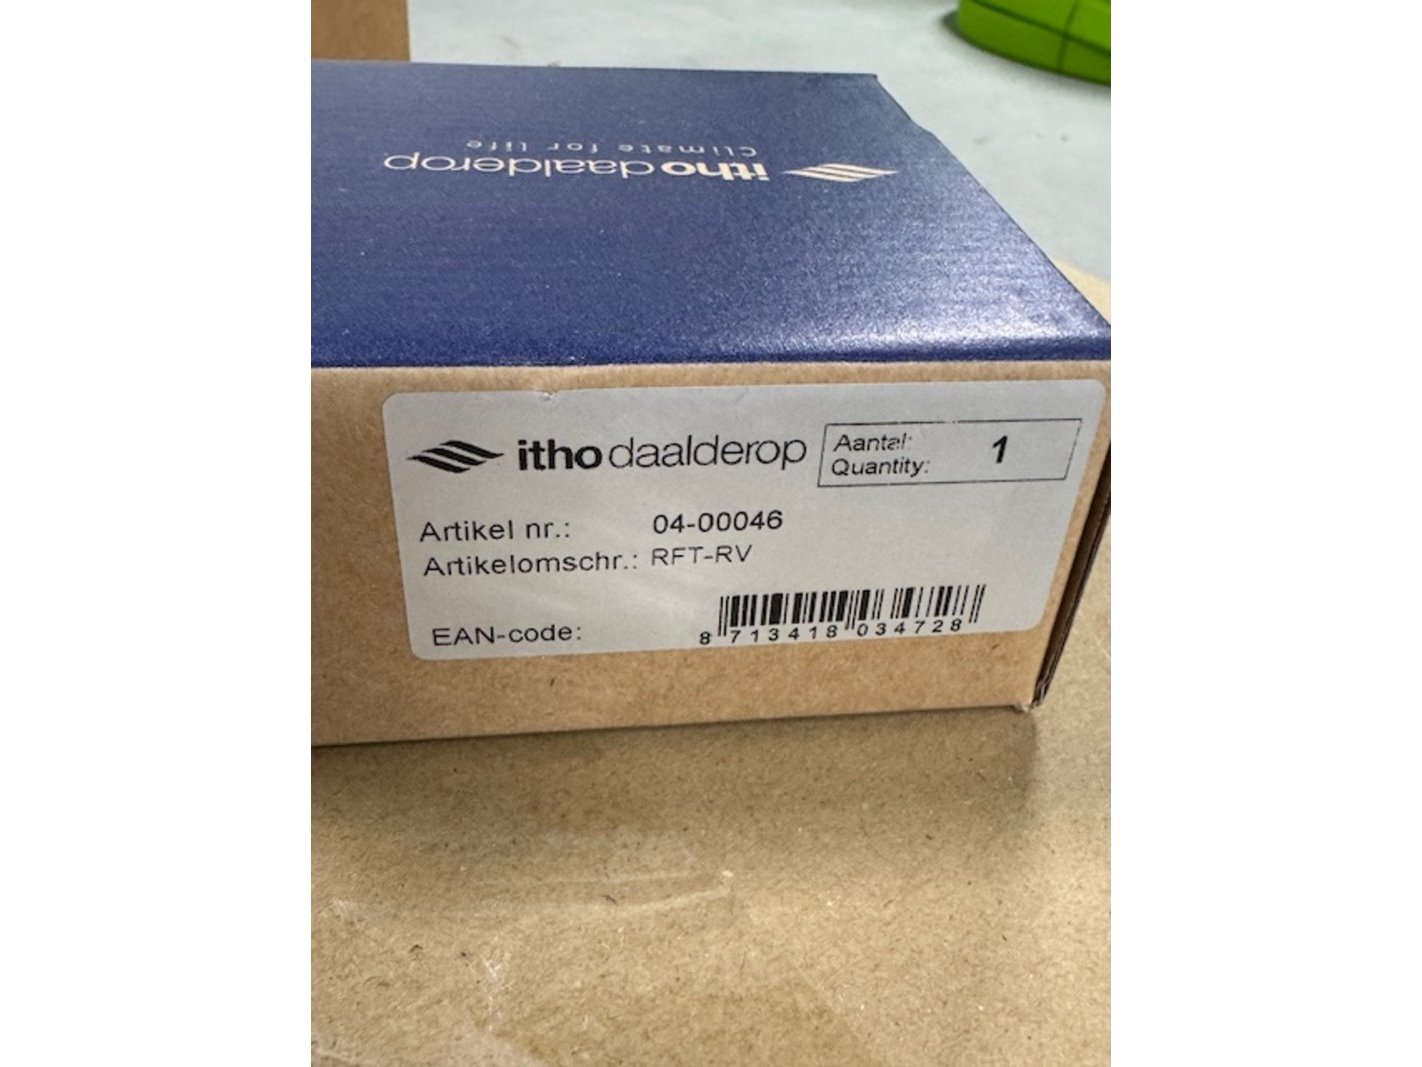 itho daalderop
Climate for life
itho daalderop
Aantal:
Quantity: 1
Artikel nr.: 04-00046
Artikelomschr.: RFT-RV
EAN-code: 8 713418 034728